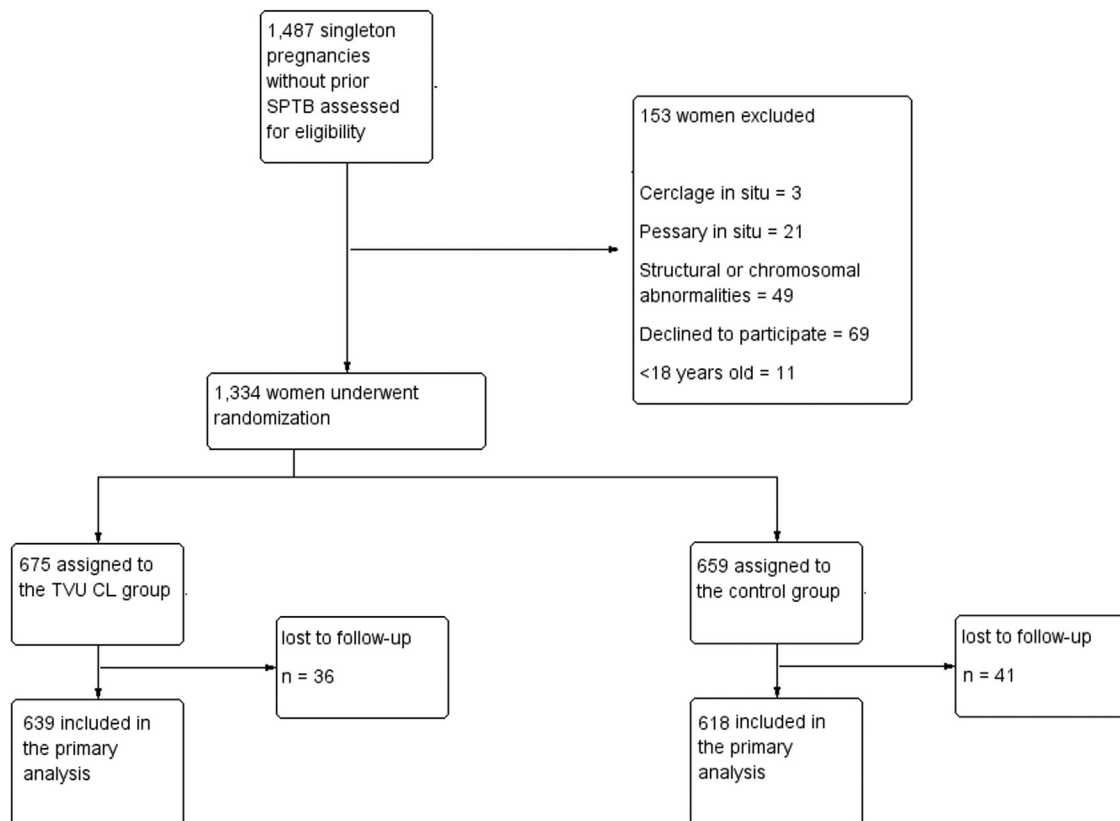 1,487 singleton
pregnancies
without prior
SPTB assessed
for eligibility
153 women excluded
Cerclage in situ = 3
Pessary in situ = 21
Structural or chromosomal
abnormalities = 49
Declined to participate = 69
<18 years old = 11
1,334 women underwent
randomization
675 assigned to
the TVU CL group
lost to follow-up
n = 36
639 included in
the primary
analysis
659 assigned to
the control group
lost to follow-up
n = 41
618 included in
the primary
analysis